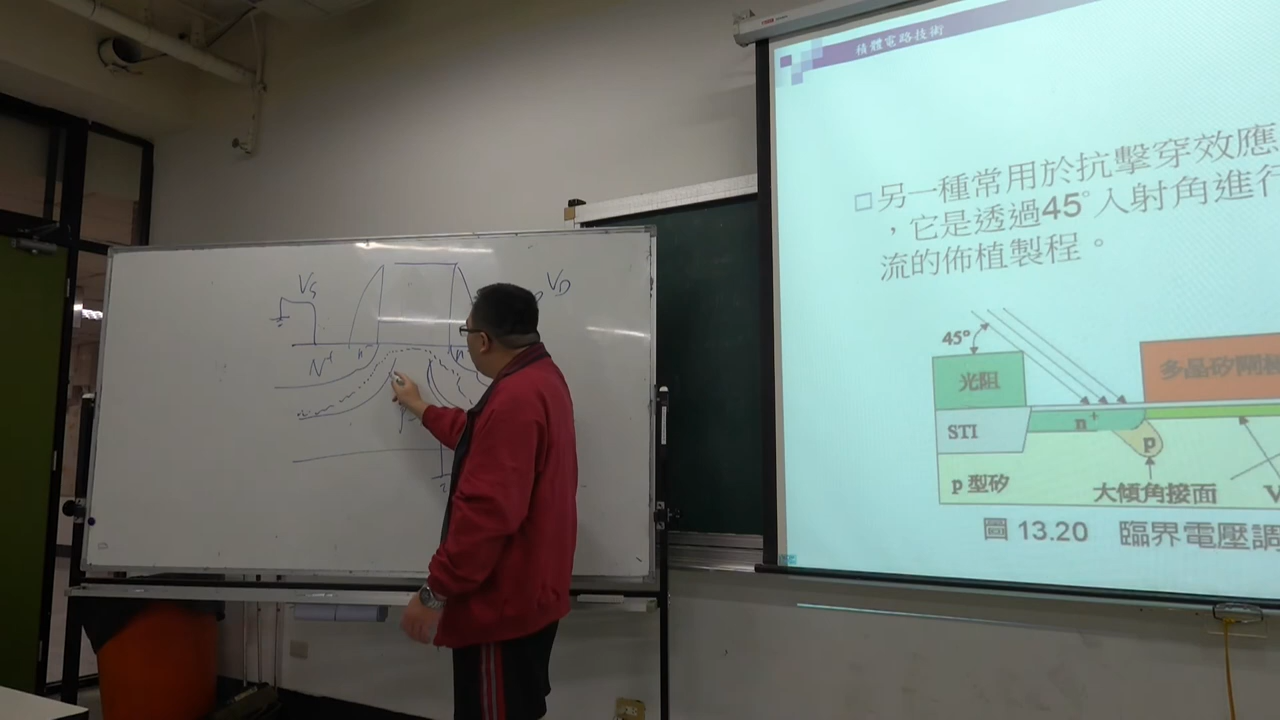 積體電路技術
另一種常用於抗擊穿效應
，它是透過45°入射角進行
流的佈植製程。
45°
光阻
多晶矽閘極
STI
n+
p
p 型矽
大傾角接面
V
圖 13.20 臨界電壓調
VS
VD
N+
n-
n